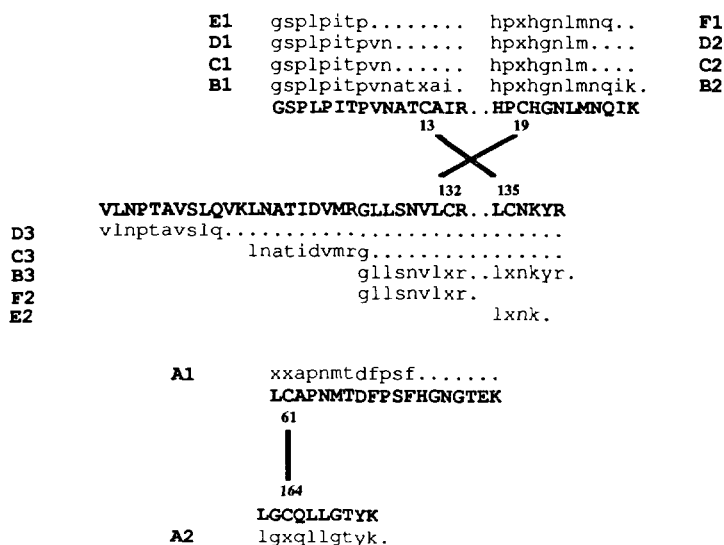 E1 gsplpitp........ hpxhgnlmnq.. F1
D1 gsplpitpvn...... hpxhgnlm.... D2
C1 gsplpitpvn...... hpxhgnlm.... C2
B1 gsplpitpvnatxai. hpxhgnlmnqik. B2
GSPLPITPVNATCAIR..HPCHGNLMNQIK
13 19
132 135
VLNPTAVSLQVKLNATIDVMRGLLSNVLCR..LCNKYR
D3 vlnptavslq............................
C3 lnatidvmrg.................
B3 gllsnvlxr..lxnkyr.
F2 gllsnvlxr.
E2 lxnk.
A1 xxapnmtdfpsf.......
LCAPNMTDFPSFHGNGTEK
61
164
LGCQLLGTYK
A2 lgxqllgtyk.